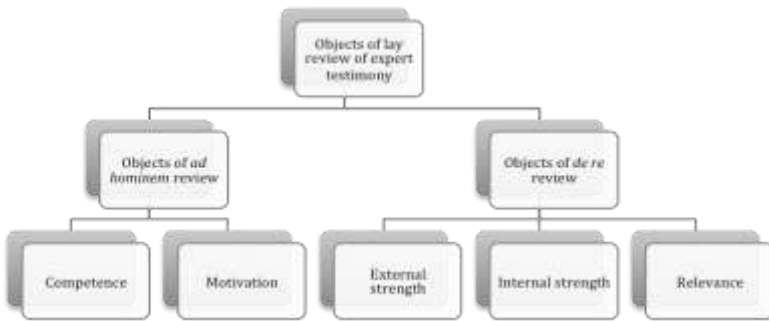 Objects of lay
review of expert
testimony
Objects of ad
hominem review
Objects of de re
review
Competence
Motivation
External
strength
Internal strength
Relevance